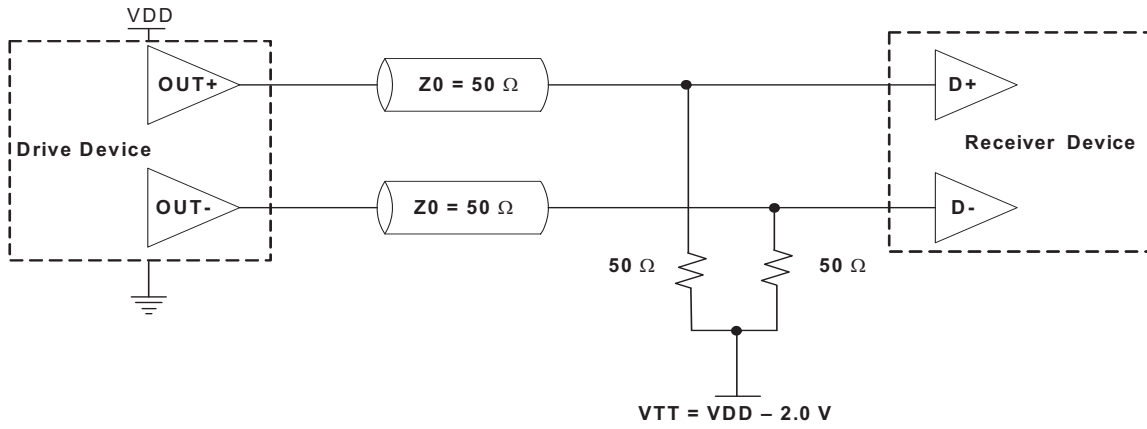 VDD
OUT+
Z0 = 50 Ω
D+
Drive Device
Receiver Device
OUT-
Z0 = 50 Ω
D-
50 Ω
50 Ω
VTT = VDD – 2.0 V